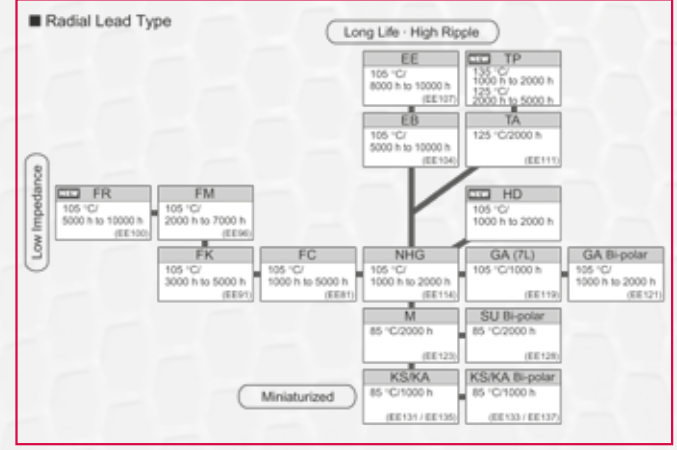 ■ Radial Lead Type
Long Life · High Ripple
EE
105 °C/
8000 h to 10000 h
(EE107)
NEW TP
135 °C/
1000 h to 2000 h
125 °C/
2000 h to 5000 h
EB
105 °C/
5000 h to 10000 h
(EE104)
TA
125 °C/2000 h
(EE111)
Low Impedance
NEW FR
105 °C/
5000 h to 10000 h
(EE100)
FM
105 °C/
2000 h to 7000 h
(EE96)
NEW HD
105 °C/
1000 h to 2000 h
FK
105 °C/
3000 h to 5000 h
(EE91)
FC
105 °C/
1000 h to 5000 h
(EE81)
NHG
105 °C/
1000 h to 2000 h
(EE114)
GA (7L)
105 °C/1000 h
(EE119)
GA Bi-polar
105 °C/
1000 h to 2000 h
(EE121)
M
85 °C/2000 h
(EE123)
SU Bi-polar
85 °C/2000 h
(EE128)
Miniaturized
KS/KA
85 °C/1000 h
(EE131 / EE135)
KS/KA Bi-polar
85 °C/1000 h
(EE133 / EE137)